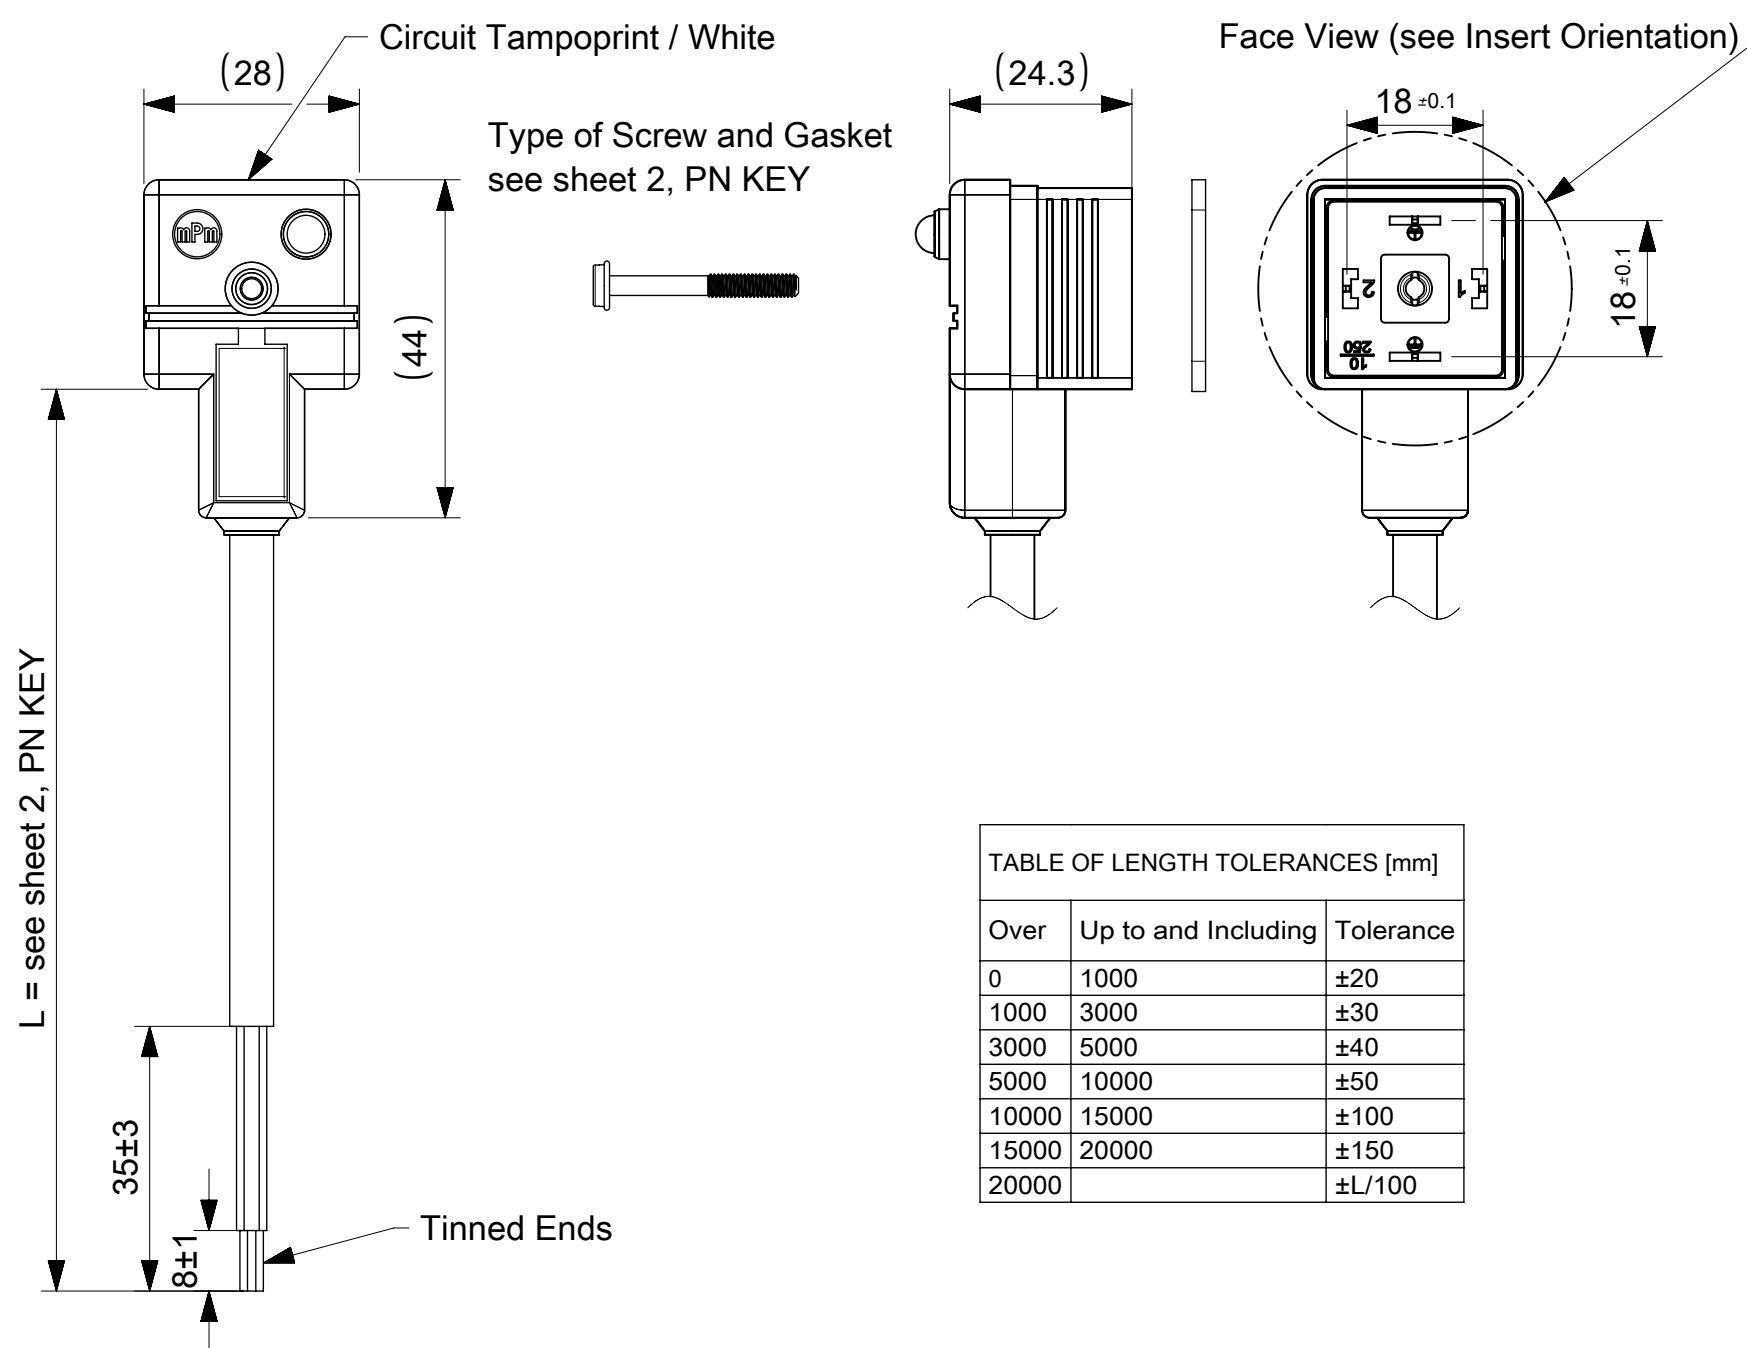 Circuit Tampoprint / White
(28)
Type of Screw and Gasket
see sheet 2, PN KEY
(24.3)
Face View (see Insert Orientation)
18 ±0.1
18 ±0.1
mPm
(44)
2
1
10
250
L = see sheet 2, PN KEY
35±3
8±1
Tinned Ends
TABLE OF LENGTH TOLERANCES [mm]
Over Up to and Including Tolerance
0 1000 ±20
1000 3000 ±30
3000 5000 ±40
5000 10000 ±50
10000 15000 ±100
15000 20000 ±150
20000 ±L/100